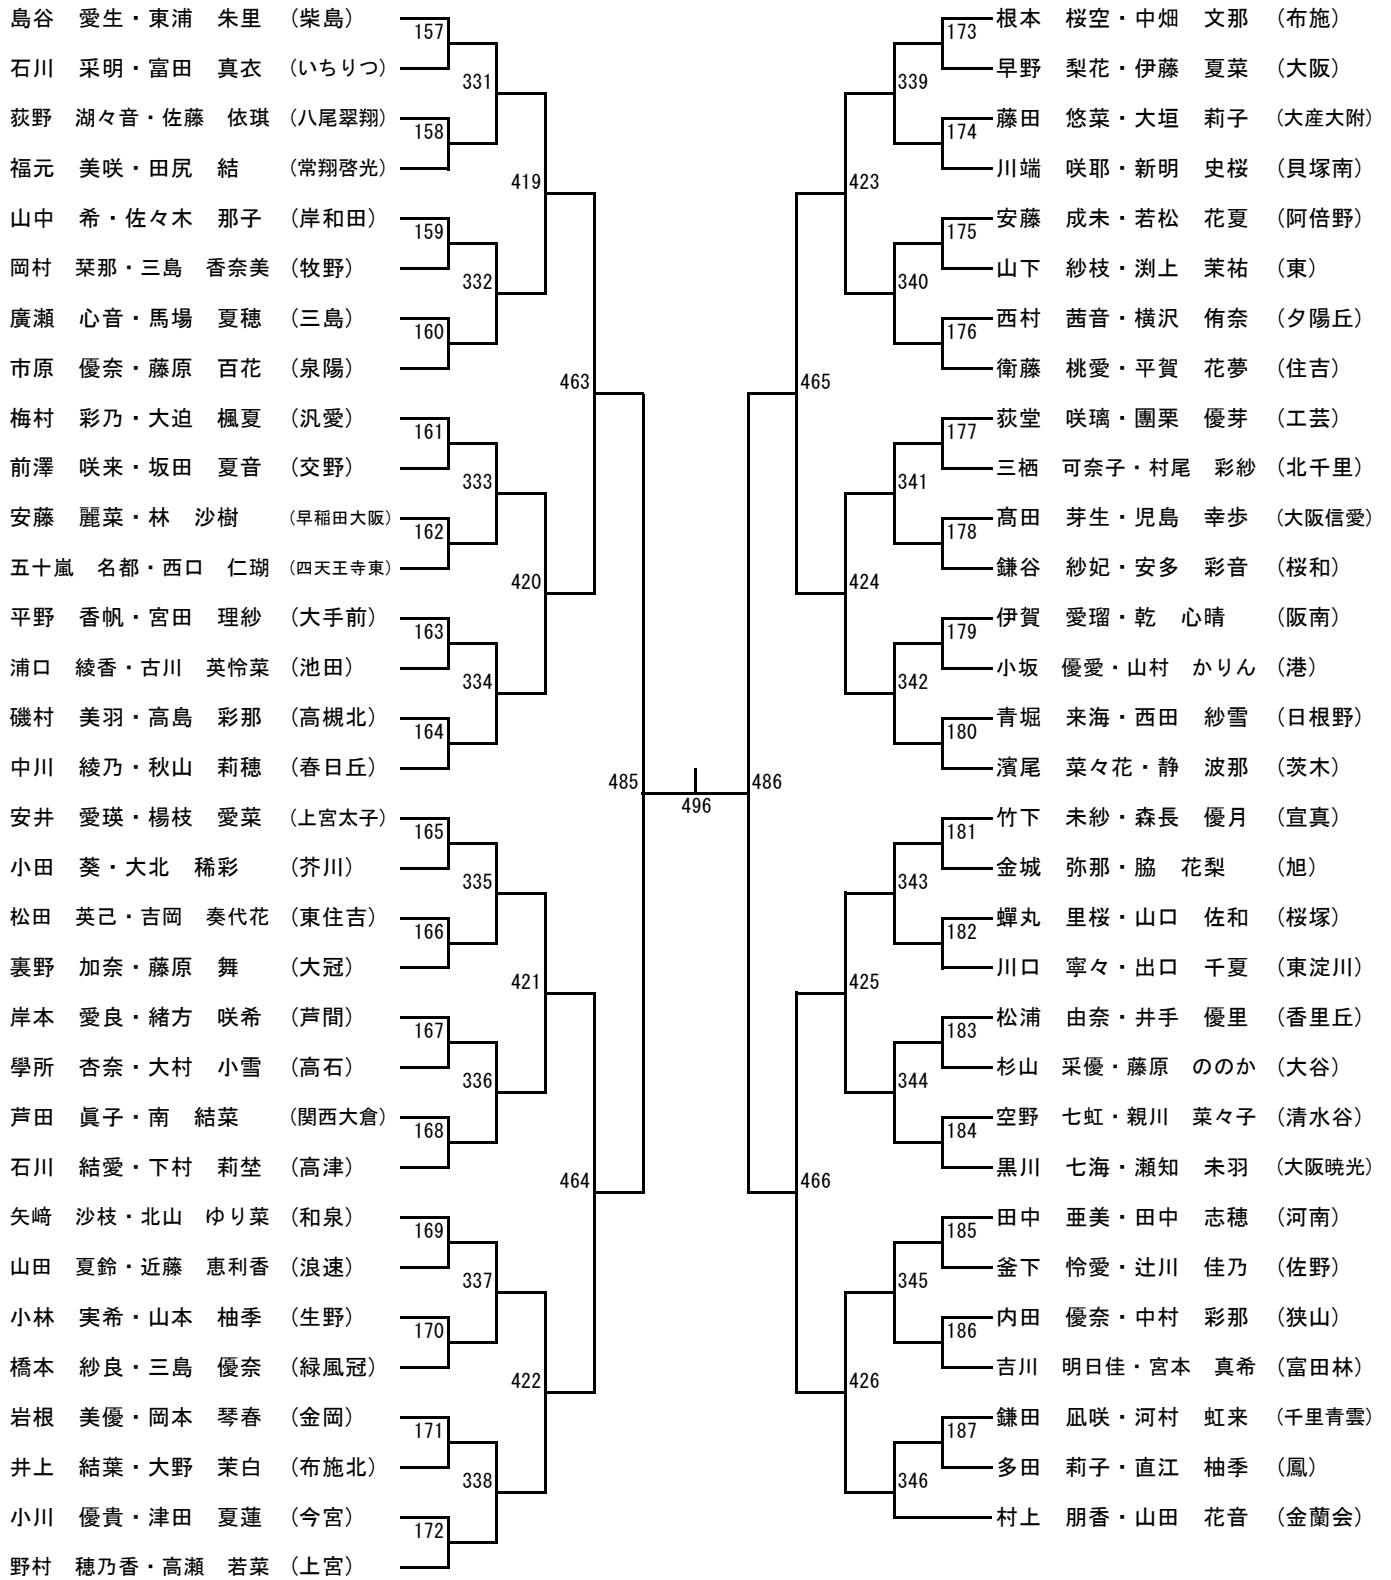 島谷　愛生・東浦　朱里　（柴島）
157
石川　采明・富田　真衣　（いちりつ）
331
荻野　湖々音・佐藤　依琪　（八尾翠翔）
158
福元　美咲・田尻　結　（常翔啓光）
419
山中　希・佐々木　那子　（岸和田）
159
岡村　栞那・三島　香奈美　（牧野）
332
廣瀬　心音・馬場　夏穂　（三島）
160
市原　優奈・藤原　百花　（泉陽）
463
梅村　彩乃・大迫　楓夏　（汎愛）
161
前澤　咲来・坂田　夏音　（交野）
333
安藤　麗菜・林　沙樹　（早稲田大阪）
162
五十嵐　名都・西口　仁瑚　（四天王寺東）
420
平野　香帆・宮田　理紗　（大手前）
163
浦口　綾香・古川　英怜菜　（池田）
334
磯村　美羽・高島　彩那　（高槻北）
164
中川　綾乃・秋山　莉穂　（春日丘）
485
安井　愛瑛・楊枝　愛菜　（上宮太子）
165
小田　葵・大北　稀彩　（芥川）
335
松田　英己・吉岡　奏代花　（東住吉）
166
裏野　加奈・藤原　舞　（大冠）
421
岸本　愛良・緒方　咲希　（芦間）
167
學所　杏奈・大村　小雪　（高石）
336
芦田　眞子・南　結菜　（関西大倉）
168
石川　結愛・下村　莉埜　（高津）
464
矢﨑　沙枝・北山　ゆり菜　（和泉）
169
山田　夏鈴・近藤　恵利香　（浪速）
337
小林　実希・山本　柚季　（生野）
170
橋本　紗良・三島　優奈　（緑風冠）
422
岩根　美優・岡本　琴春　（金岡）
171
井上　結葉・大野　茉白　（布施北）
338
小川　優貴・津田　夏蓮　（今宮）
172
野村　穂乃香・高瀬　若菜　（上宮）
496
根本　桜空・中畑　文那　（布施）
173
早野　梨花・伊藤　夏菜　（大阪）
339
藤田　悠菜・大垣　莉子　（大産大附）
174
川端　咲耶・新明　史桜　（貝塚南）
423
安藤　成未・若松　花夏　（阿倍野）
175
山下　紗枝・渕上　茉祐　（東）
340
西村　茜音・横沢　侑奈　（夕陽丘）
176
衛藤　桃愛・平賀　花夢　（住吉）
465
荻堂　咲璃・團栗　優芽　（工芸）
177
三栖　可奈子・村尾　彩紗　（北千里）
341
髙田　芽生・児島　幸歩　（大阪信愛）
178
鎌谷　紗妃・安多　彩音　（桜和）
424
伊賀　愛瑠・乾　心晴　（阪南）
179
小坂　優愛・山村　かりん　（港）
342
青堀　来海・西田　紗雪　（日根野）
180
濱尾　菜々花・静　波那　（茨木）
486
竹下　未紗・森長　優月　（宣真）
181
金城　弥那・脇　花梨　（旭）
343
蟬丸　里桜・山口　佐和　（桜塚）
182
川口　寧々・出口　千夏　（東淀川）
425
松浦　由奈・井手　優里　（香里丘）
183
杉山　采優・藤原　ののか　（大谷）
344
空野　七虹・親川　菜々子　（清水谷）
184
黒川　七海・瀬知　未羽　（大阪暁光）
466
田中　亜美・田中　志穂　（河南）
185
釜下　怜愛・辻川　佳乃　（佐野）
345
内田　優奈・中村　彩那　（狭山）
186
吉川　明日佳・宮本　真希　（富田林）
426
鎌田　凪咲・河村　虹来　（千里青雲）
187
多田　莉子・直江　柚季　（鳳）
346
村上　朋香・山田　花音　（金蘭会）